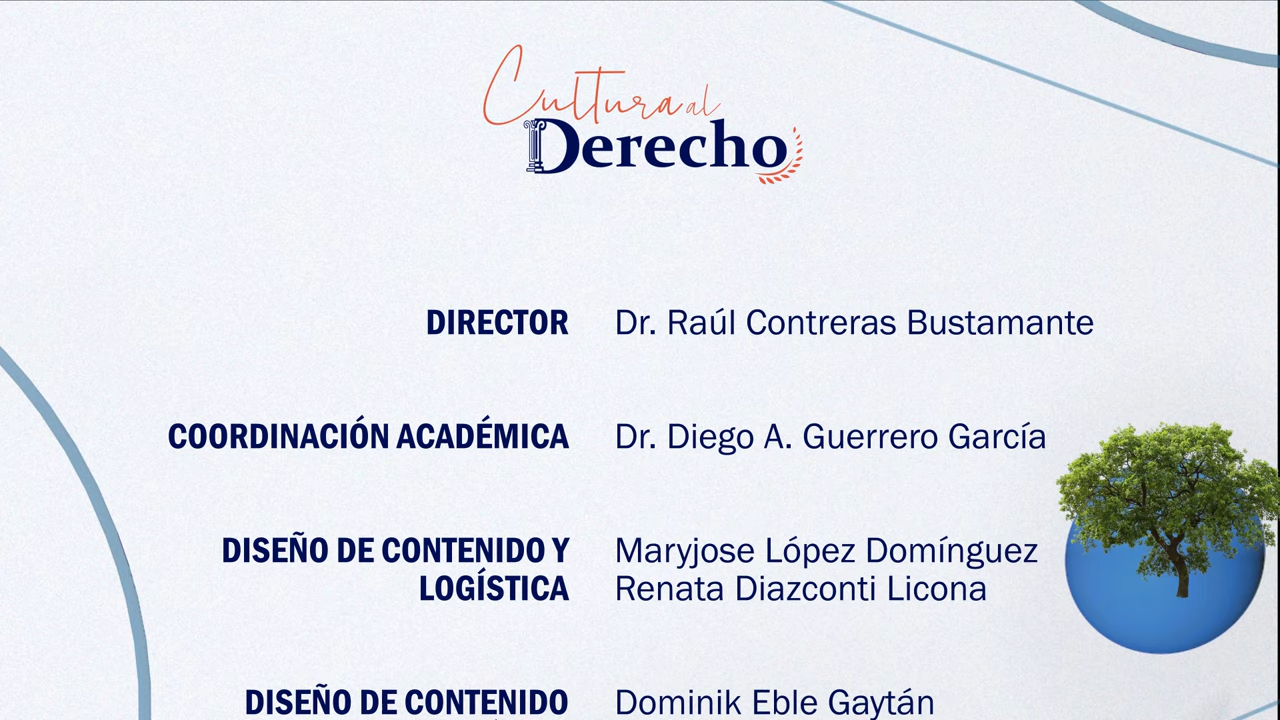 Cultura al
Derecho
DIRECTOR Dr. Raúl Contreras Bustamante
COORDINACIÓN ACADÉMICA Dr. Diego A. Guerrero García
DISEÑO DE CONTENIDO Y Maryjose López Domínguez
LOGÍSTICA Renata Diazconti Licona
DISEÑO DE CONTENIDO Dominik Eble Gaytán